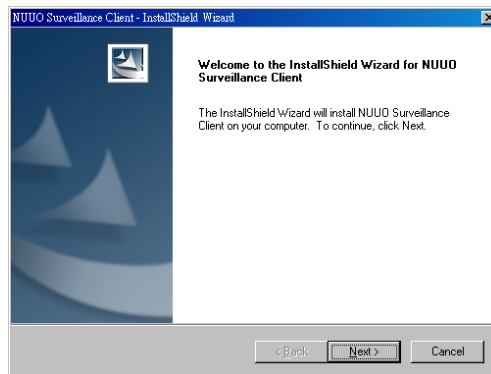 NUUO Surveillance Client - InstallShield Wizard
Welcome to the InstallShield Wizard for NUUO
Surveillance Client
The InstallShield Wizard will install NUUO Surveillance
Client on your computer. To continue, click Next.
< Back
Next >
Cancel